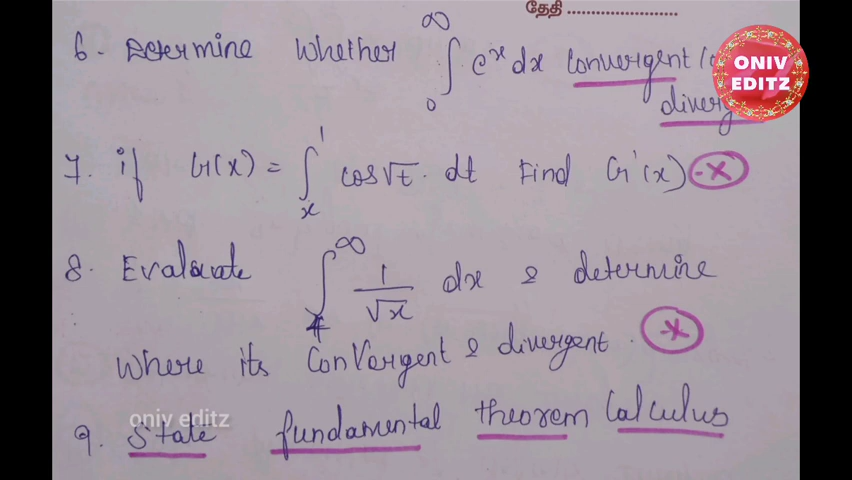 தேதி ..............................
ONIV
EDITZ
6. Determine Whether ∫₀^∞ e^x dx Convergent
7. if G(x) = ∫ₓ¹ cos√t . dt Find G'(x)
8. Evaluate ∫₄^∞ 1/√x dx & determine
Where its Convergent & divergent.
oniv editz
9. State fundamental theorem Calculus